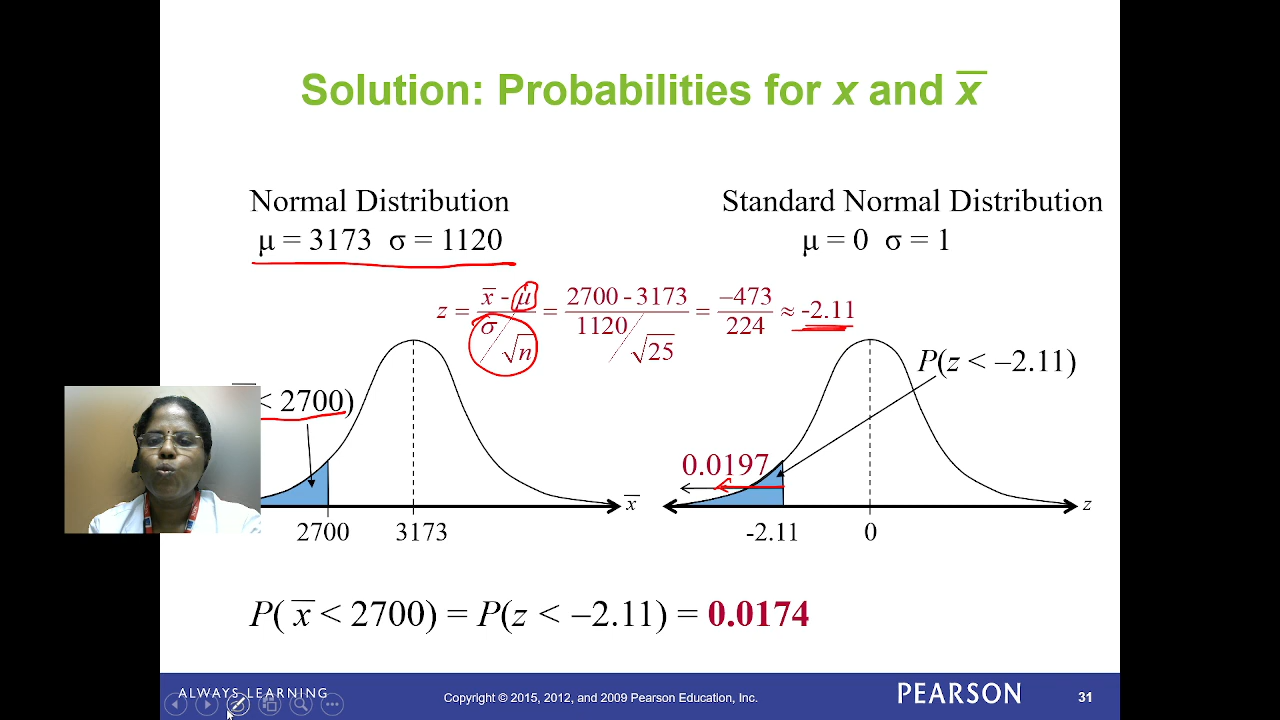 Solution: Probabilities for x and x̅
Normal Distribution
μ = 3173 σ = 1120
Standard Normal Distribution
μ = 0 σ = 1
z = (x̅ - μ)/(σ/√n) = (2700 - 3173)/(1120/√25) = –473/224 ≈ -2.11
P(z < –2.11)
< 2700)
0.0197
x̅
z
2700
3173
-2.11
0
P( x̅ < 2700) = P(z < –2.11) = 0.0174
ALWAYS LEARNING
Copyright © 2015, 2012, and 2009 Pearson Education, Inc.
PEARSON
31